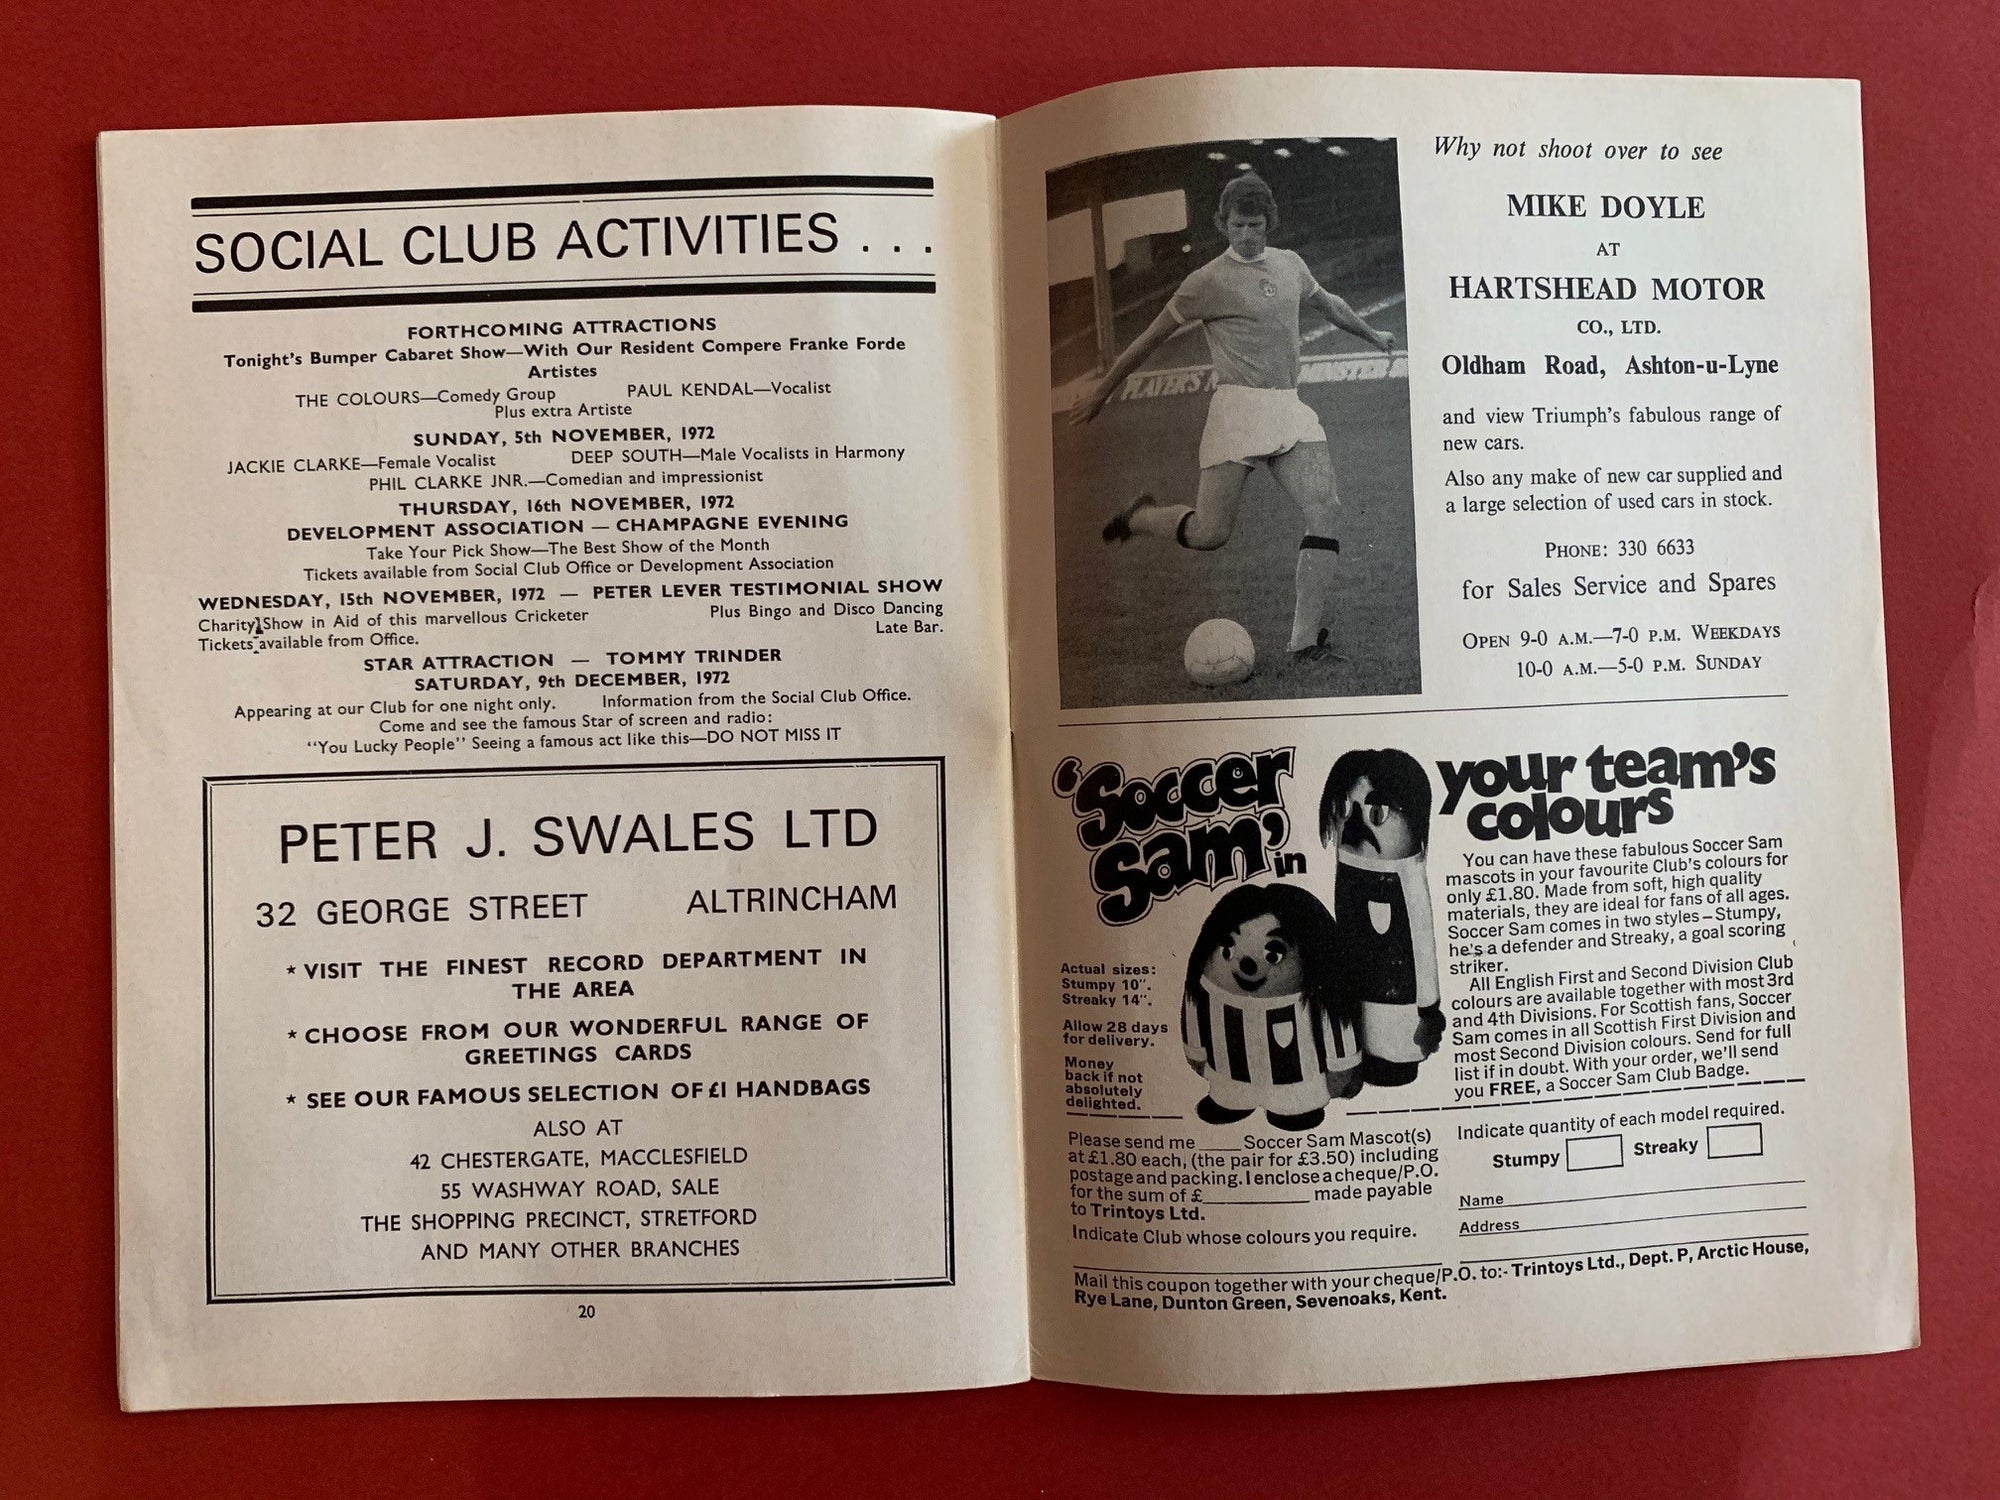 SOCIAL CLUB ACTIVITIES . . .
FORTHCOMING ATTRACTIONS
Tonight's Bumper Cabaret Show—With Our Resident Compere Franke Forde
Artistes
THE COLOURS—Comedy Group PAUL KENDAL—Vocalist
Plus extra Artiste
SUNDAY, 5th NOVEMBER, 1972
JACKIE CLARKE—Female Vocalist DEEP SOUTH—Male Vocalists in Harmony
PHIL CLARKE JNR.—Comedian and impressionist
THURSDAY, 16th NOVEMBER, 1972
DEVELOPMENT ASSOCIATION — CHAMPAGNE EVENING
Take Your Pick Show—The Best Show of the Month
Tickets available from Social Club Office or Development Association
WEDNESDAY, 15th NOVEMBER, 1972 — PETER LEVER TESTIMONIAL SHOW
Charity Show in Aid of this marvellous Cricketer Plus Bingo and Disco Dancing
Tickets available from Office. Late Bar.
STAR ATTRACTION — TOMMY TRINDER
SATURDAY, 9th DECEMBER, 1972
Appearing at our Club for one night only. Information from the Social Club Office.
Come and see the famous Star of screen and radio:
"You Lucky People" Seeing a famous act like this—DO NOT MISS IT
PETER J. SWALES LTD
32 GEORGE STREET ALTRINCHAM
* VISIT THE FINEST RECORD DEPARTMENT IN
THE AREA
* CHOOSE FROM OUR WONDERFUL RANGE OF
GREETINGS CARDS
* SEE OUR FAMOUS SELECTION OF £1 HANDBAGS
ALSO AT
42 CHESTERGATE, MACCLESFIELD
55 WASHWAY ROAD, SALE
THE SHOPPING PRECINCT, STRETFORD
AND MANY OTHER BRANCHES
20
PLAYER'S
Why not shoot over to see
MIKE DOYLE
AT
HARTSHEAD MOTOR
CO., LTD.
Oldham Road, Ashton-u-Lyne
and view Triumph's fabulous range of
new cars.
Also any make of new car supplied and
a large selection of used cars in stock.
PHONE: 330 6633
for Sales Service and Spares
OPEN 9-0 A.M.—7-0 P.M. WEEKDAYS
10-0 A.M.—5-0 P.M. SUNDAY
'Soccer
Sam' in
your team's
colours
You can have these fabulous Soccer Sam
mascots in your favourite Club's colours for
only £1.80. Made from soft, high quality
materials, they are ideal for fans of all ages.
Soccer Sam comes in two styles – Stumpy,
he's a defender and Streaky, a goal scoring
striker.
All English First and Second Division Club
colours are available together with most 3rd
and 4th Divisions. For Scottish fans, Soccer
Sam comes in all Scottish First Division and
most Second Division colours. Send for full
list if in doubt. With your order, we'll send
you FREE, a Soccer Sam Club Badge.
Actual sizes:
Stumpy 10".
Streaky 14".
Allow 28 days
for delivery.
Money
back if not
absolutely
delighted.
Please send me ____ Soccer Sam Mascot(s)
at £1.80 each, (the pair for £3.50) including
postage and packing. I enclose a cheque/P.O.
for the sum of £__________ made payable
to Trintoys Ltd.
Indicate Club whose colours you require.
Indicate quantity of each model required.
Stumpy Streaky
Name
Address
Mail this coupon together with your cheque/P.O. to:- Trintoys Ltd., Dept. P, Arctic House,
Rye Lane, Dunton Green, Sevenoaks, Kent.